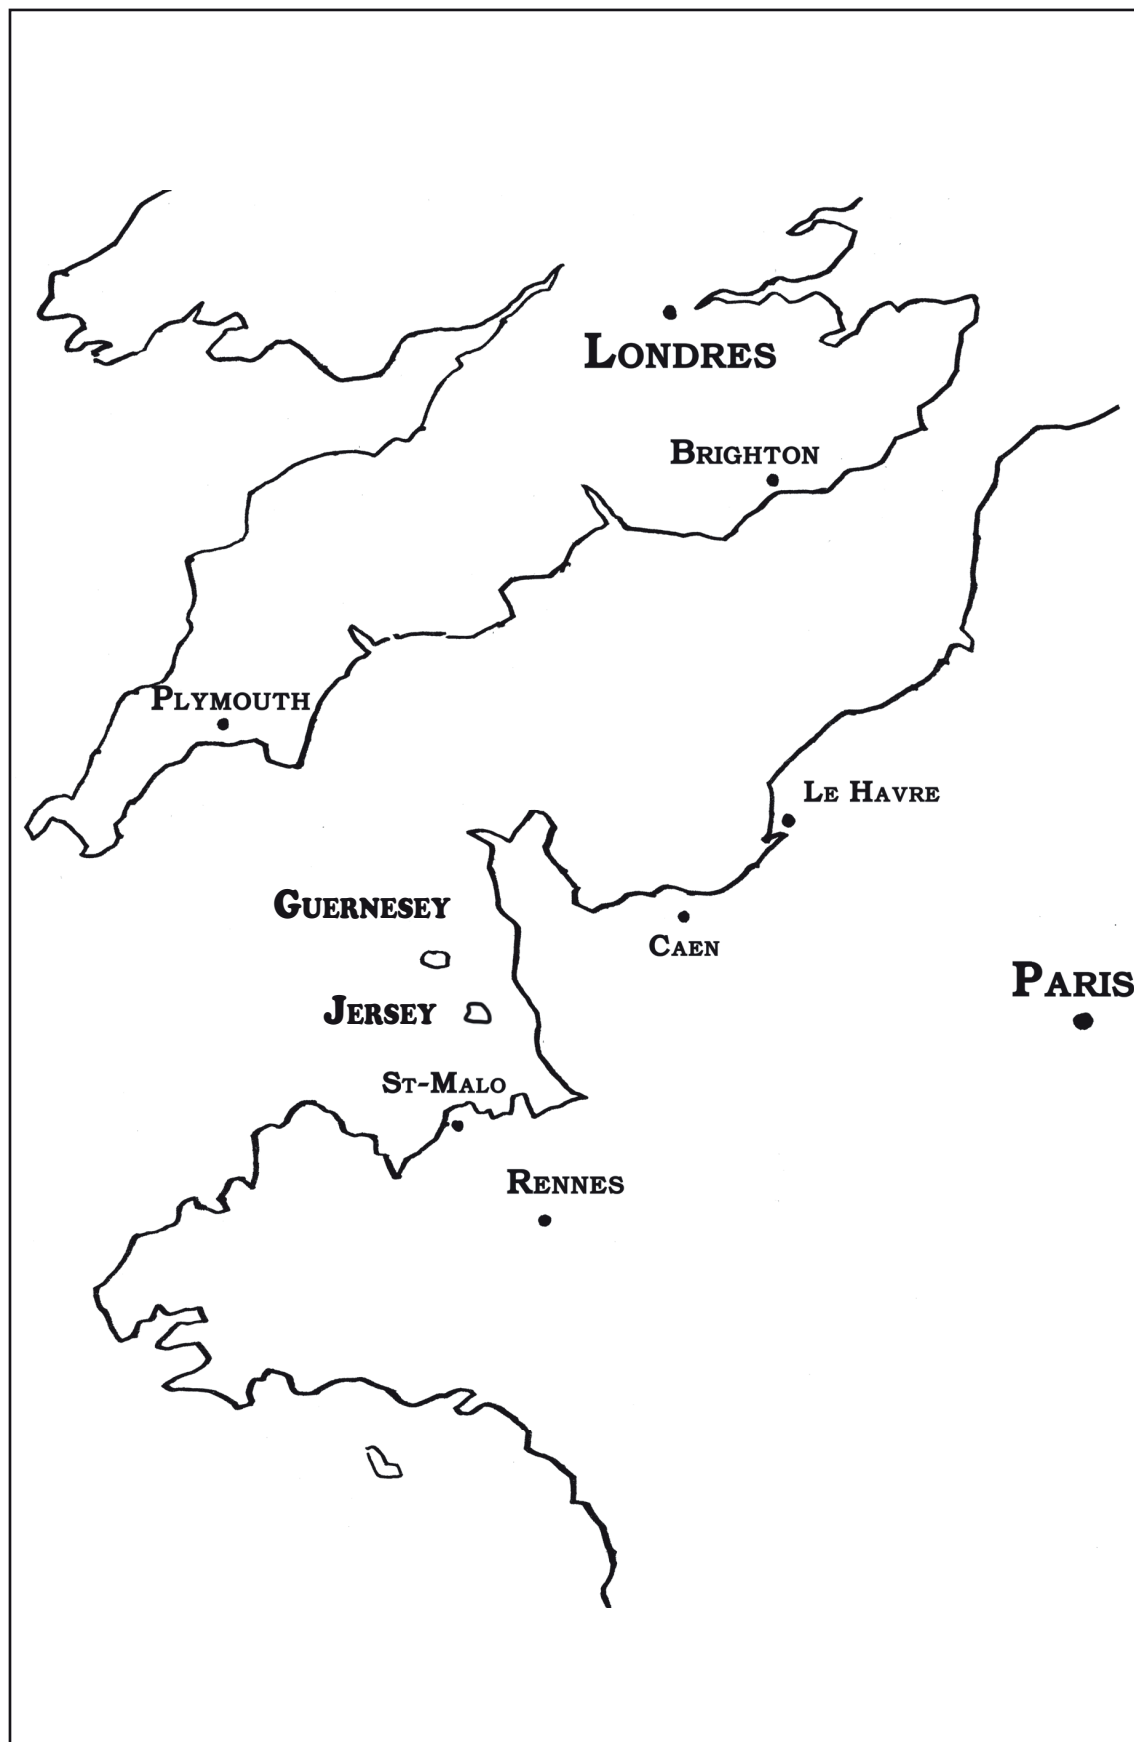 LONDRES
BRIGHTON
PLYMOUTH
LE HAVRE
GUERNESEY
CAEN
PARIS
JERSEY
ST-MALO
RENNES